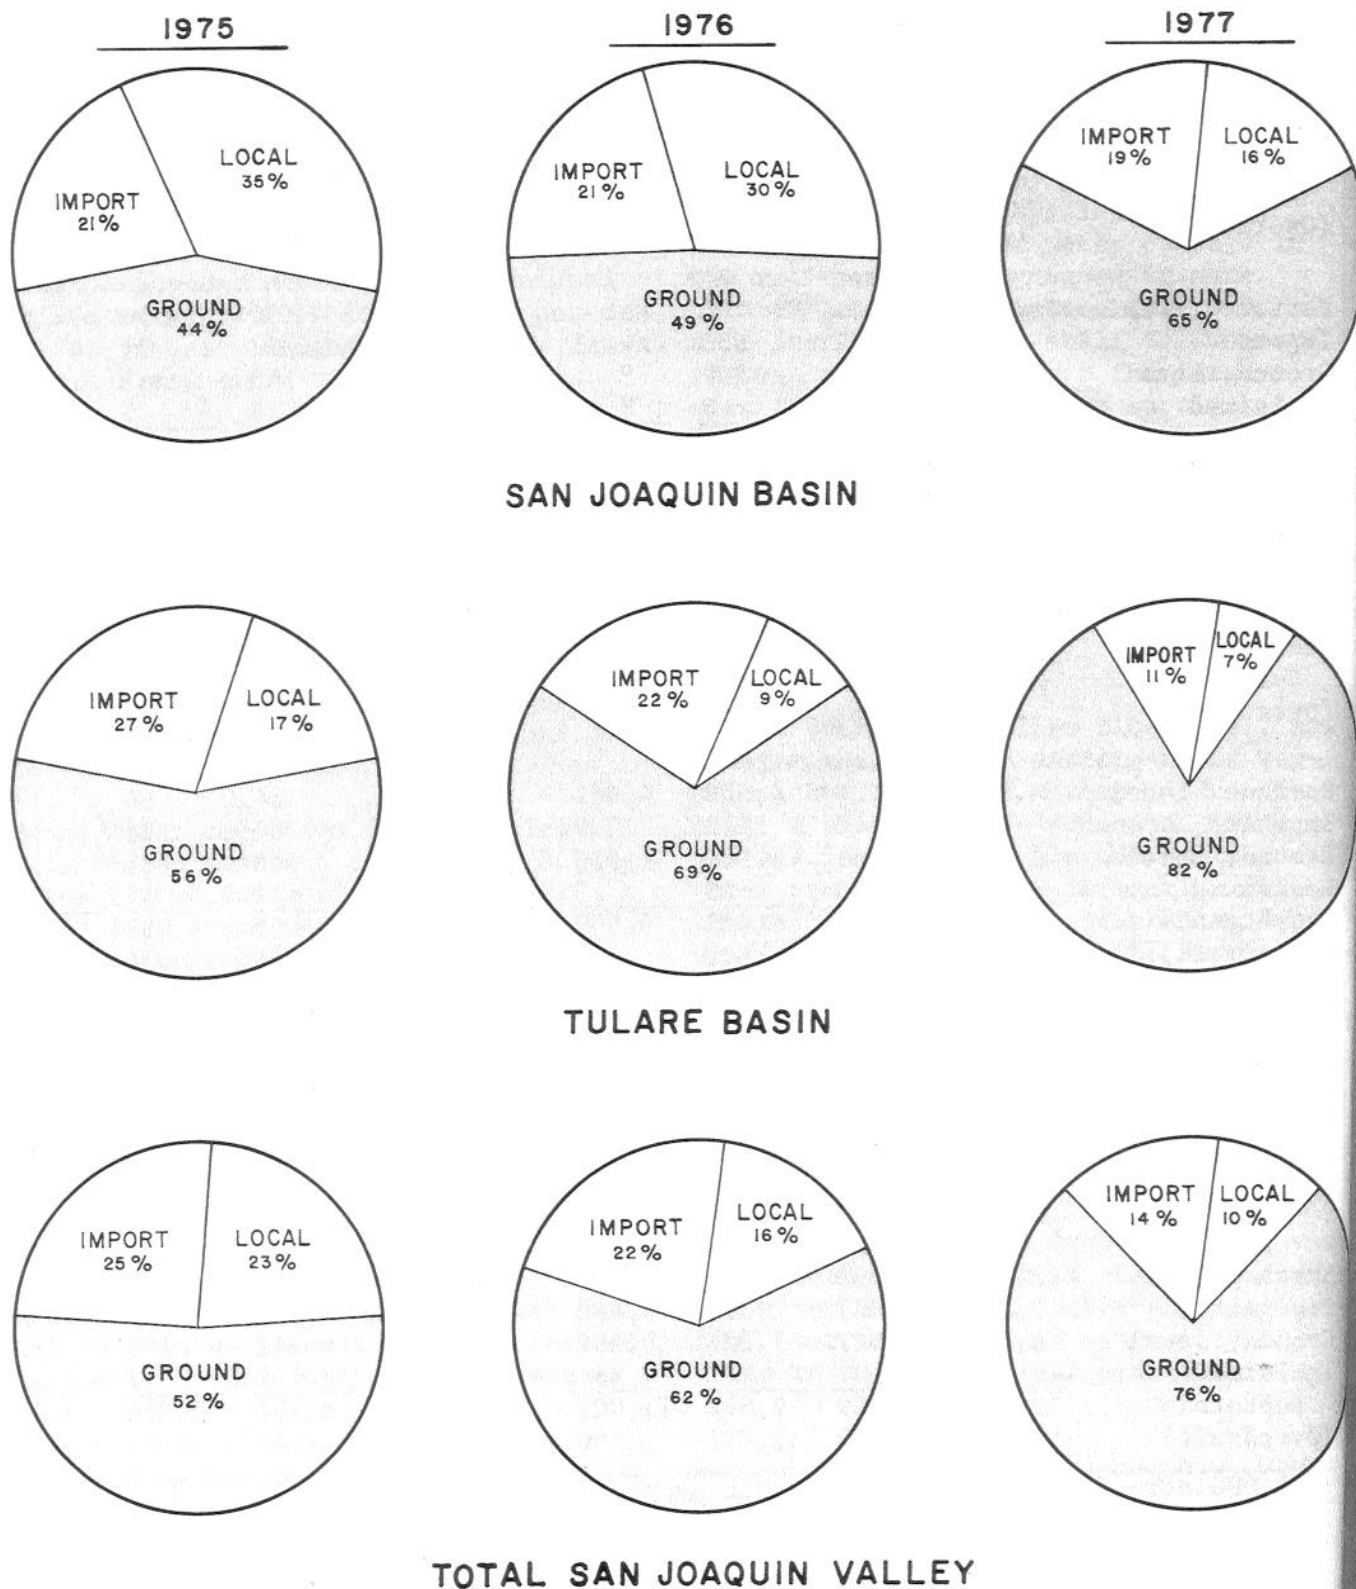 1975
1976
1977
LOCAL
35%
IMPORT
21%
GROUND
44%
IMPORT
21%
LOCAL
30%
GROUND
49%
IMPORT
19%
LOCAL
16%
GROUND
65%
SAN JOAQUIN BASIN
IMPORT
27%
LOCAL
17%
GROUND
56%
IMPORT
22%
LOCAL
9%
GROUND
69%
IMPORT
11%
LOCAL
7%
GROUND
82%
TULARE BASIN
IMPORT
25%
LOCAL
23%
GROUND
52%
IMPORT
22%
LOCAL
16%
GROUND
62%
IMPORT
14%
LOCAL
10%
GROUND
76%
TOTAL SAN JOAQUIN VALLEY